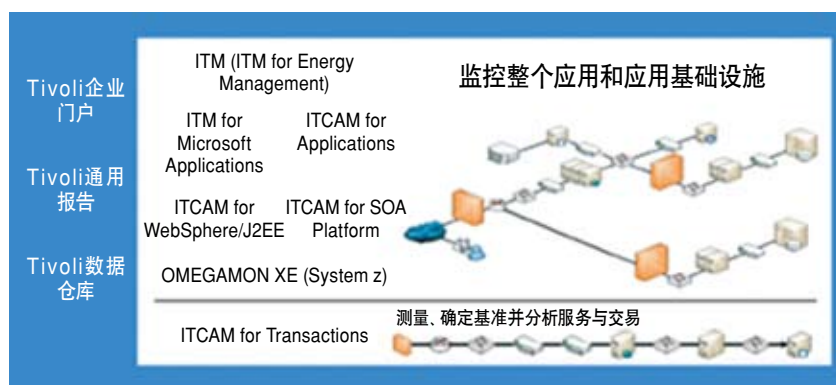 Tivoli企业
门户
Tivoli通用
报告
Tivoli数据
仓库
ITM (ITM for Energy
Management)
ITM for
Microsoft
Applications
ITCAM for
Applications
ITCAM for
WebSphere/J2EE
ITCAM for SOA
Platform
OMEGAMON XE (System z)
监控整个应用和应用基础设施
ITCAM for Transactions
测量、确定基准并分析服务与交易